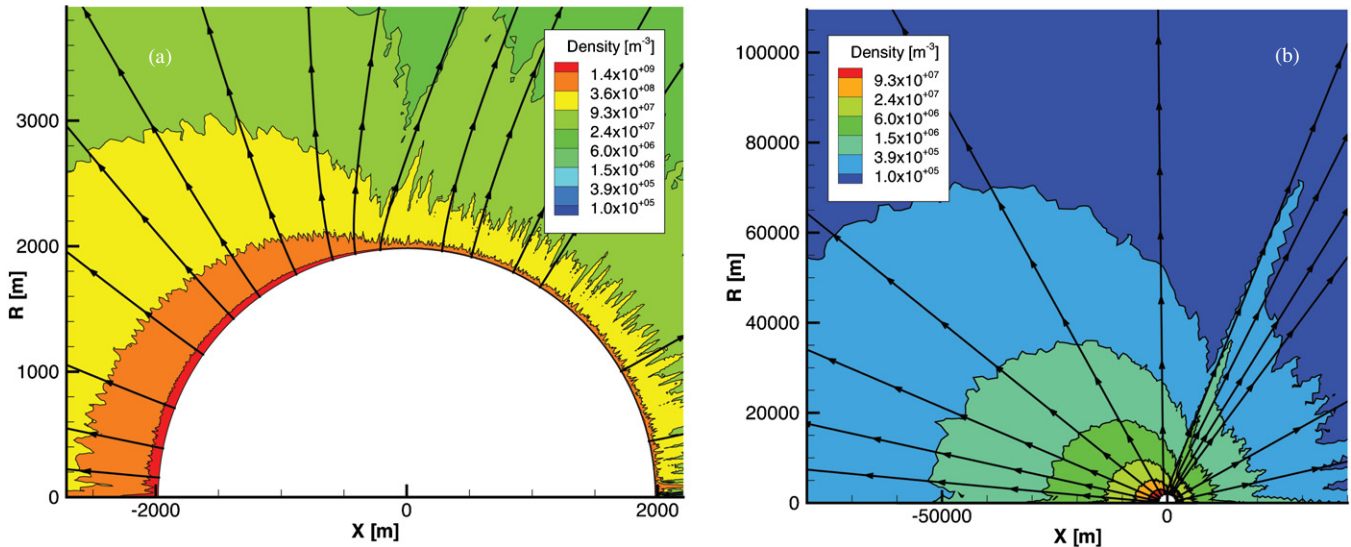 (a)
Density [m-3]
1.4x10+09
3.6x10+08
9.3x10+07
2.4x10+07
6.0x10+06
1.5x10+06
3.9x10+05
1.0x10+05
3000
2000
1000
0
R [m]
-2000
0
2000
X [m]
(b)
Density [m-3]
9.3x10+07
2.4x10+07
6.0x10+06
1.5x10+06
3.9x10+05
1.0x10+05
100000
80000
60000
40000
20000
0
R [m]
-50000
0
X [m]